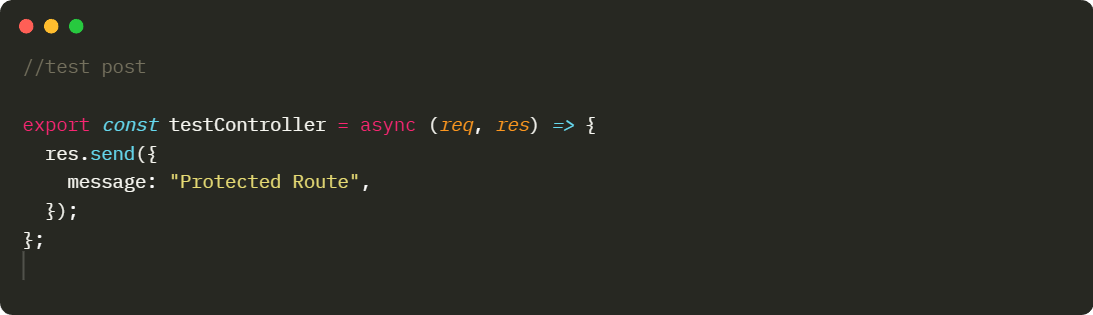 //test post

export const testController = async (req, res) => {
  res.send({
    message: "Protected Route",
  });
};